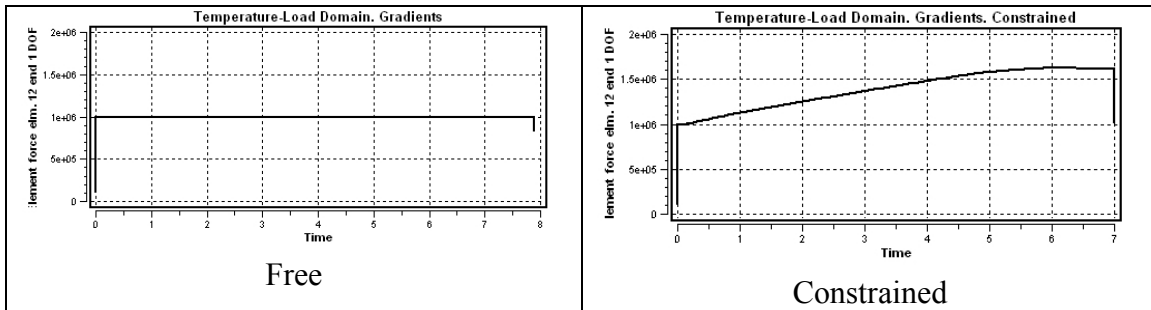 Temperature-Load Domain. Gradients
lement force elm. 12 end 1 DOF
2e+06
1.5e+06
1e+06
5e+05
0
0 1 2 3 4 5 6 7 8
Time
Free
Temperature-Load Domain. Gradients. Constrained
lement force elm. 12 end 1 DOF
2e+06
1.5e+06
1e+06
5e+05
0
0 1 2 3 4 5 6 7
Time
Constrained